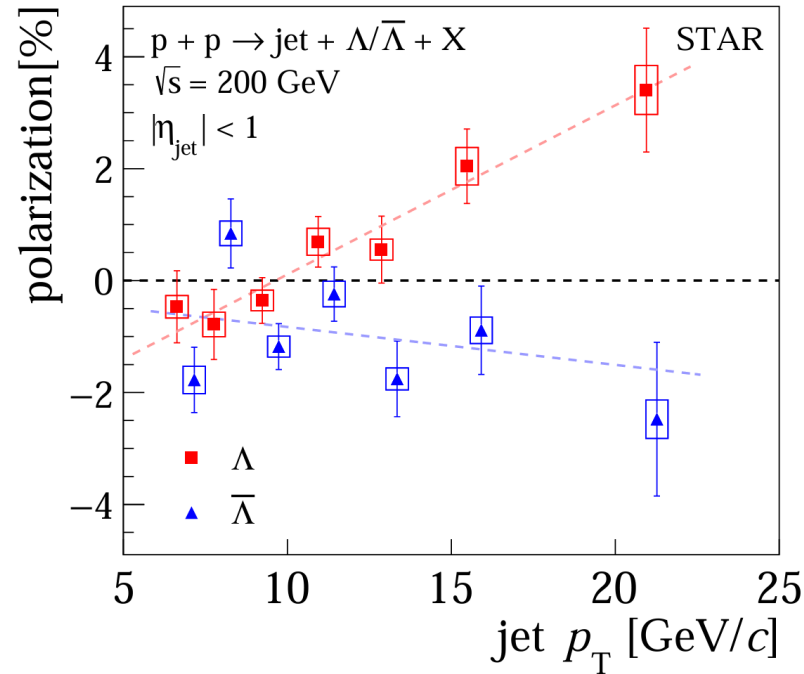 p + p → jet + Λ/Λ̅ + X
STAR
√s = 200 GeV
|η_jet| < 1
polarization[%]
4
2
0
−2
−4
Λ
Λ̅
5
10
15
20
25
jet p_T [GeV/c]